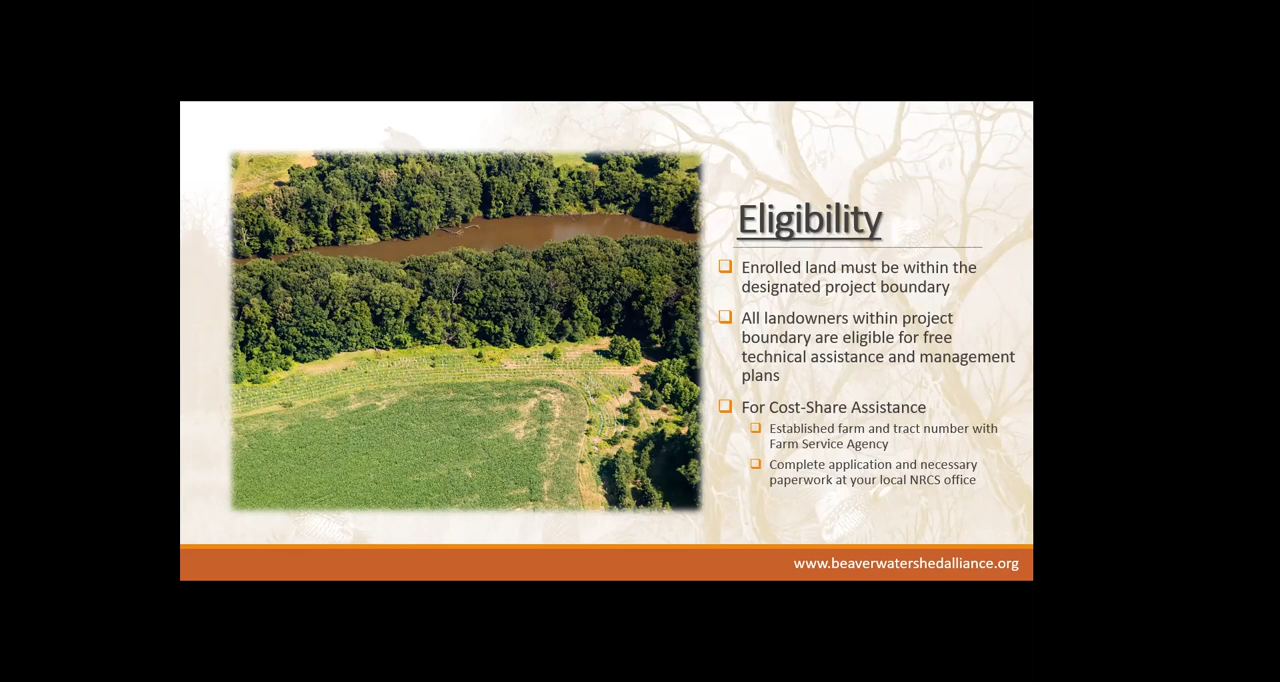 Eligibility
Enrolled land must be within the
designated project boundary
All landowners within project
boundary are eligible for free
technical assistance and management
plans
For Cost-Share Assistance
Established farm and tract number with
Farm Service Agency
Complete application and necessary
paperwork at your local NRCS office
www.beaverwatershedalliance.org